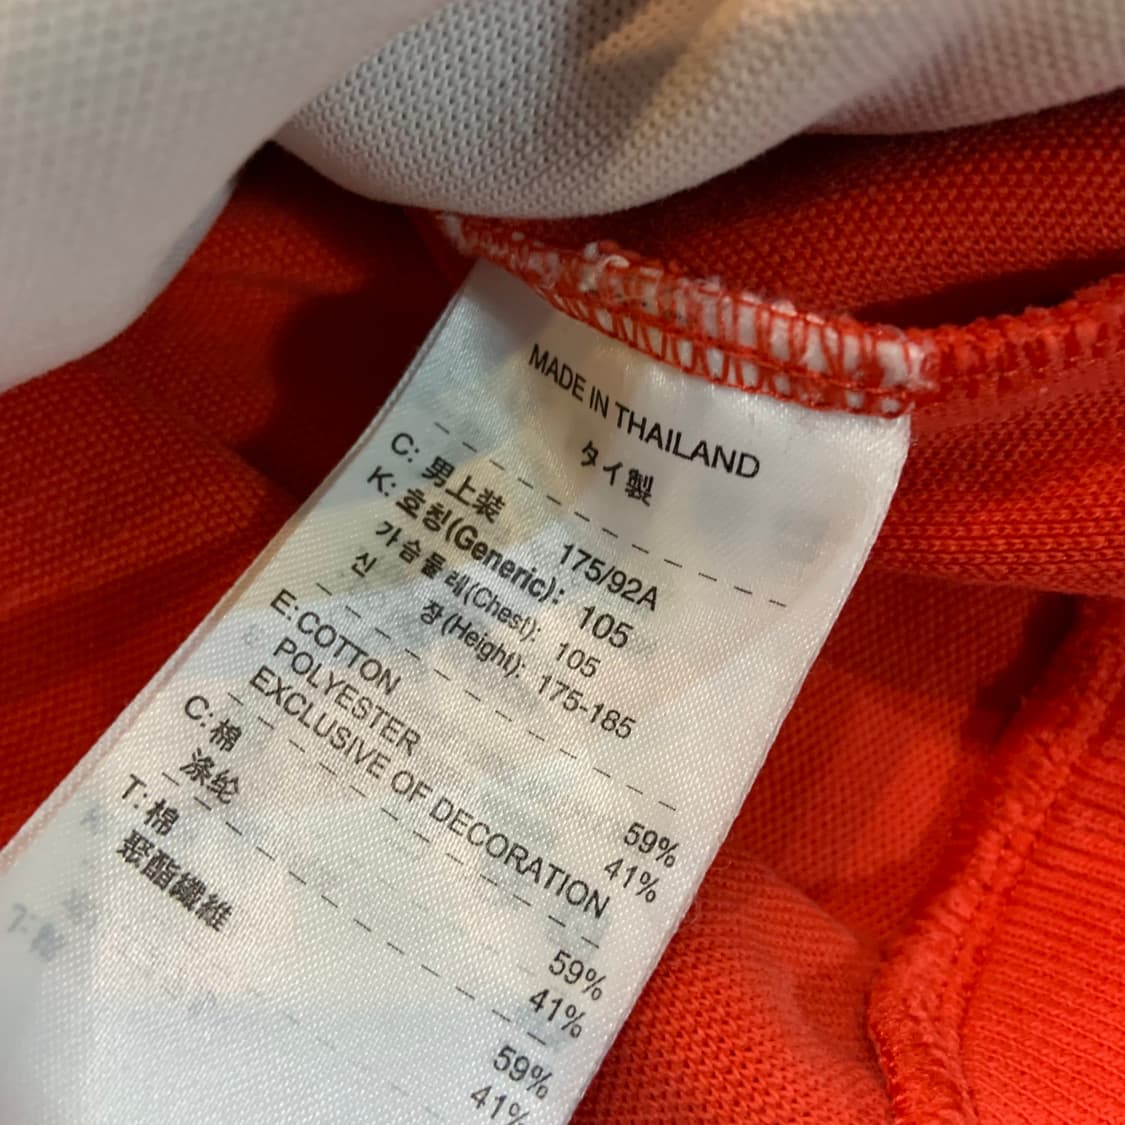 MADE IN THAILAND
タイ製
C: 男上装 175/92A
K: 호칭(Generic): 105
가슴둘레(Chest): 105
신 장(Height): 175-185
E: COTTON 59%
POLYESTER 41%
EXCLUSIVE OF DECORATION
C: 棉 59%
涤纶 41%
T: 棉 59%
聚酯纖維 41%